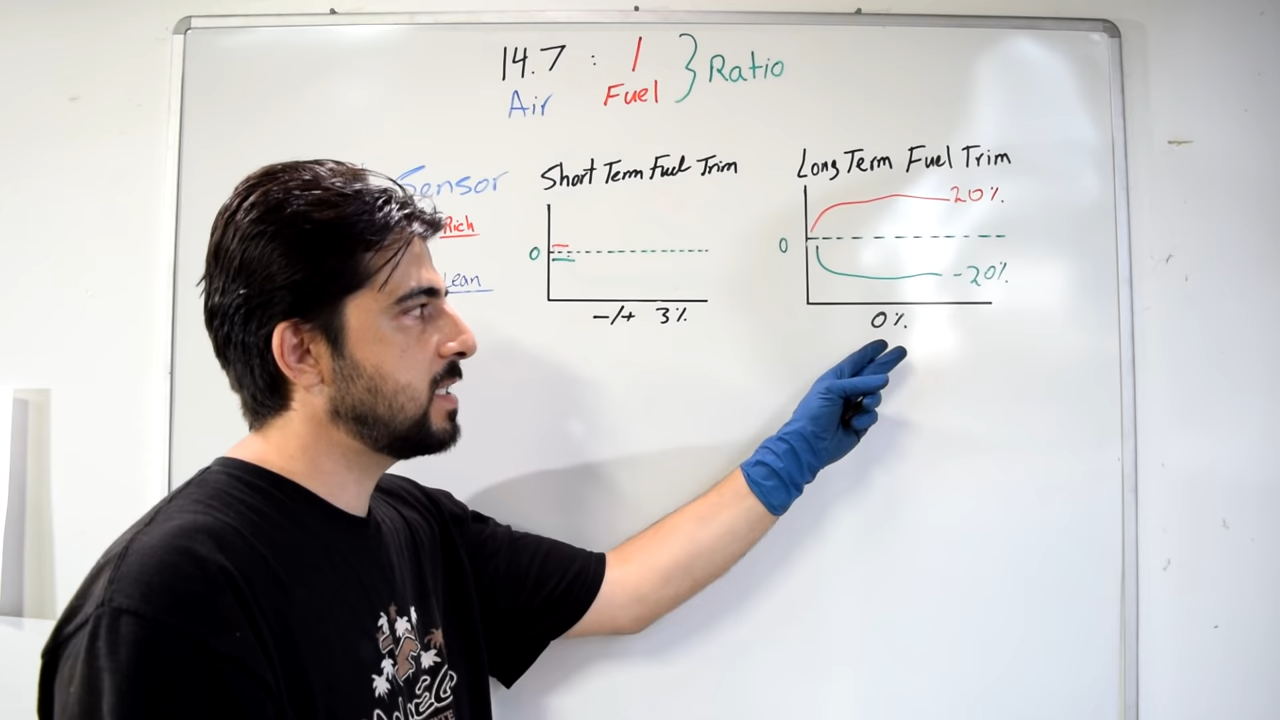 14.7 : 1 } Ratio
Air Fuel
Sensor
Rich
Lean
Short Term Fuel Trim
0
-/+ 3%
Long Term Fuel Trim
20%
0
-20%
0%